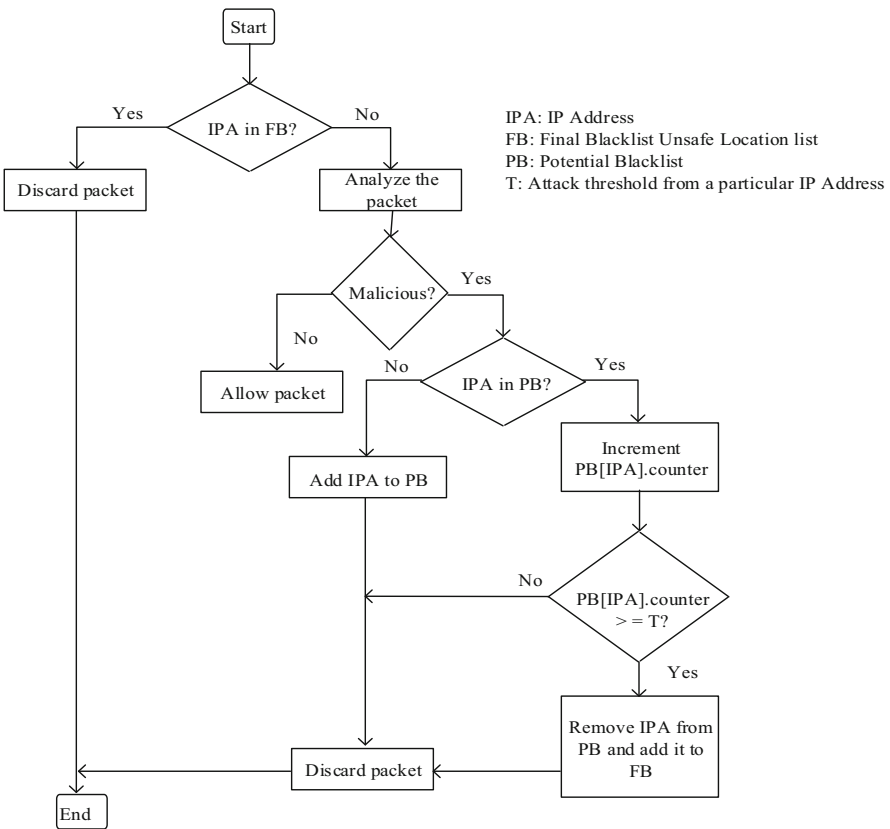 Start
Yes
IPA in FB?
No
IPA: IP Address
FB: Final Blacklist Unsafe Location list
PB: Potential Blacklist
T: Attack threshold from a particular IP Address
Discard packet
Analyze the
packet
Malicious?
Yes
No
Allow packet
No
IPA in PB?
Yes
Add IPA to PB
Increment
PB[IPA].counter
No
PB[IPA].counter
> = T?
Yes
Remove IPA from
PB and add it to
FB
Discard packet
End